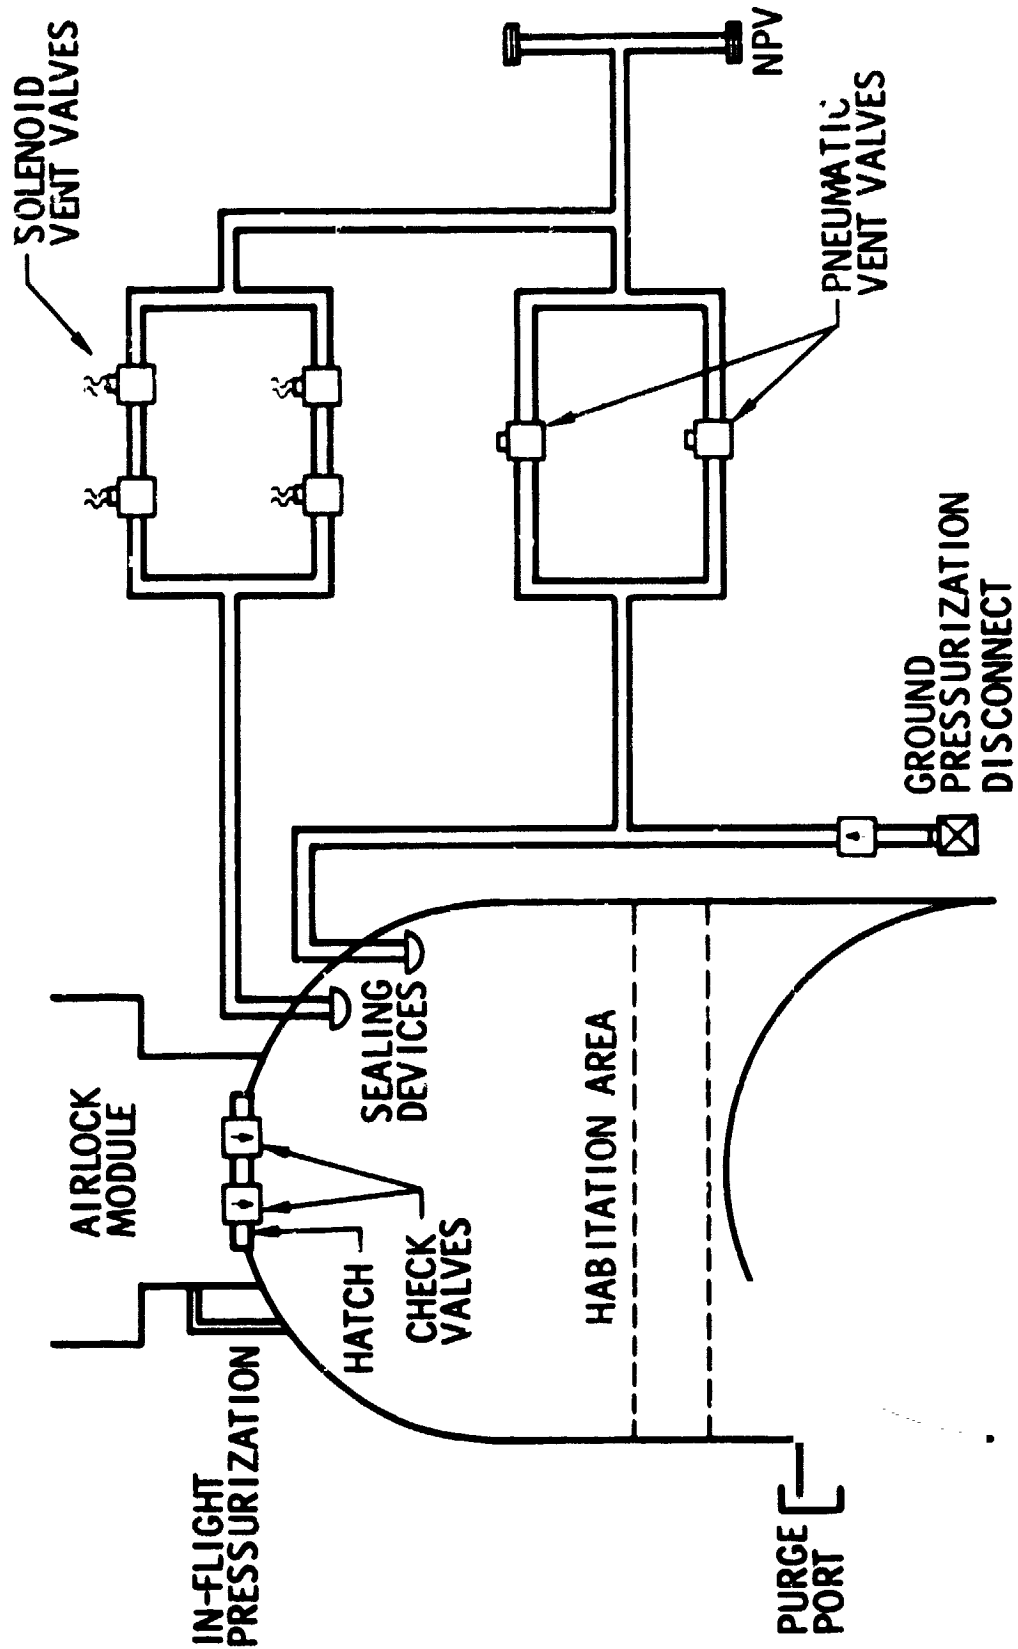 SOLENOID
VENT VALVES
NPV
PNEUMATIC
VENT VALVES
AIRLOCK
MODULE
SEALING
DEVICES
GROUND
PRESSURIZATION
DISCONNECT
HATCH
CHECK
VALVES
HABITATION AREA
IN-FLIGHT
PRESSURIZATION
PURGE
PORT